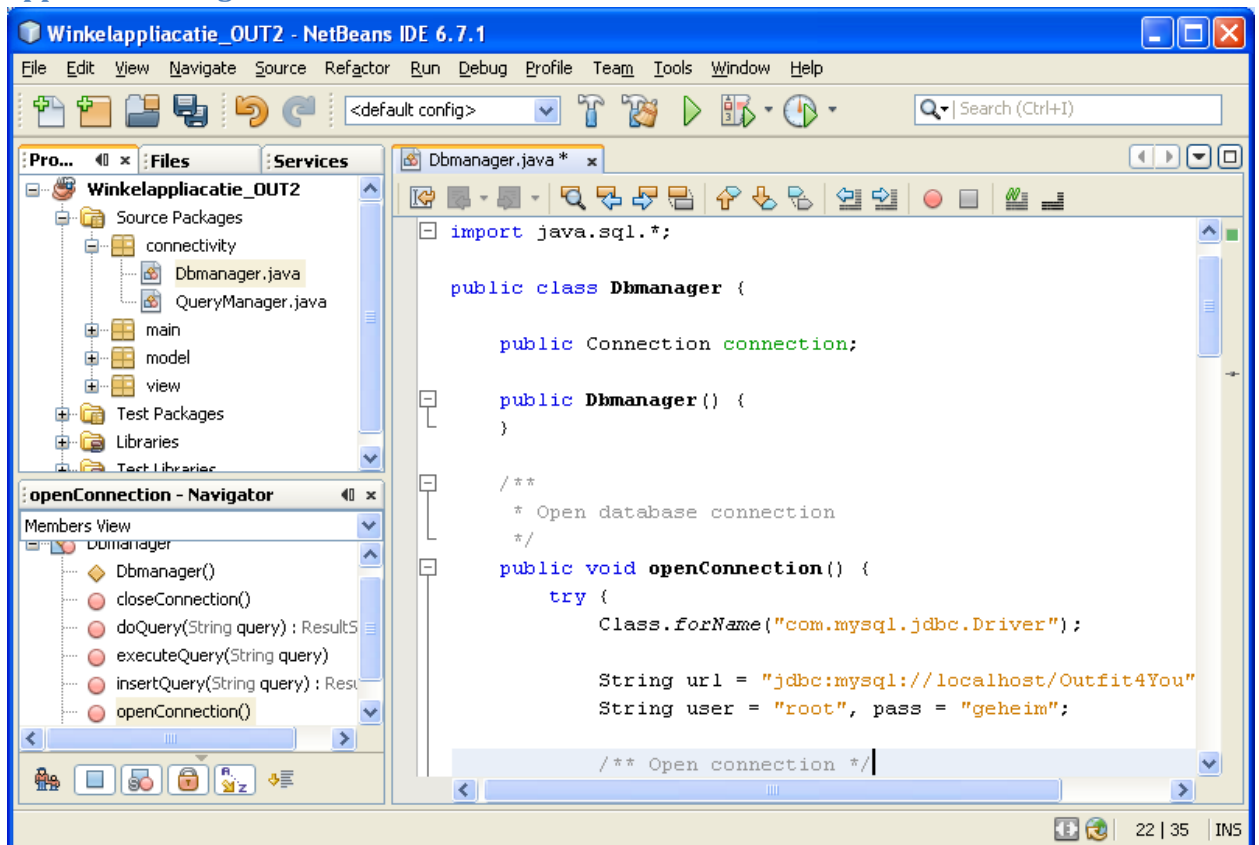 Winkelappliacatie_OUT2 - NetBeans IDE 6.7.1
File Edit View Navigate Source Refactor Run Debug Profile Team Tools Window Help
<default config>
Search (Ctrl+I)
Pro... Files Services
Winkelappliacatie_OUT2
Source Packages
connectivity
Dbmanager.java
QueryManager.java
main
model
view
Test Packages
Libraries
Test Libraries
openConnection - Navigator
Members View
Dbmanager
Dbmanager()
closeConnection()
doQuery(String query) : ResultS
executeQuery(String query)
insertQuery(String query) : Resu
openConnection()
Dbmanager.java *
import java.sql.*;
public class Dbmanager {
public Connection connection;
public Dbmanager() {
}
/**
* Open database connection
*/
public void openConnection() {
try {
Class.forName("com.mysql.jdbc.Driver");
String url = "jdbc:mysql://localhost/Outfit4You"
String user = "root", pass = "geheim";
/** Open connection */
22 | 35 INS